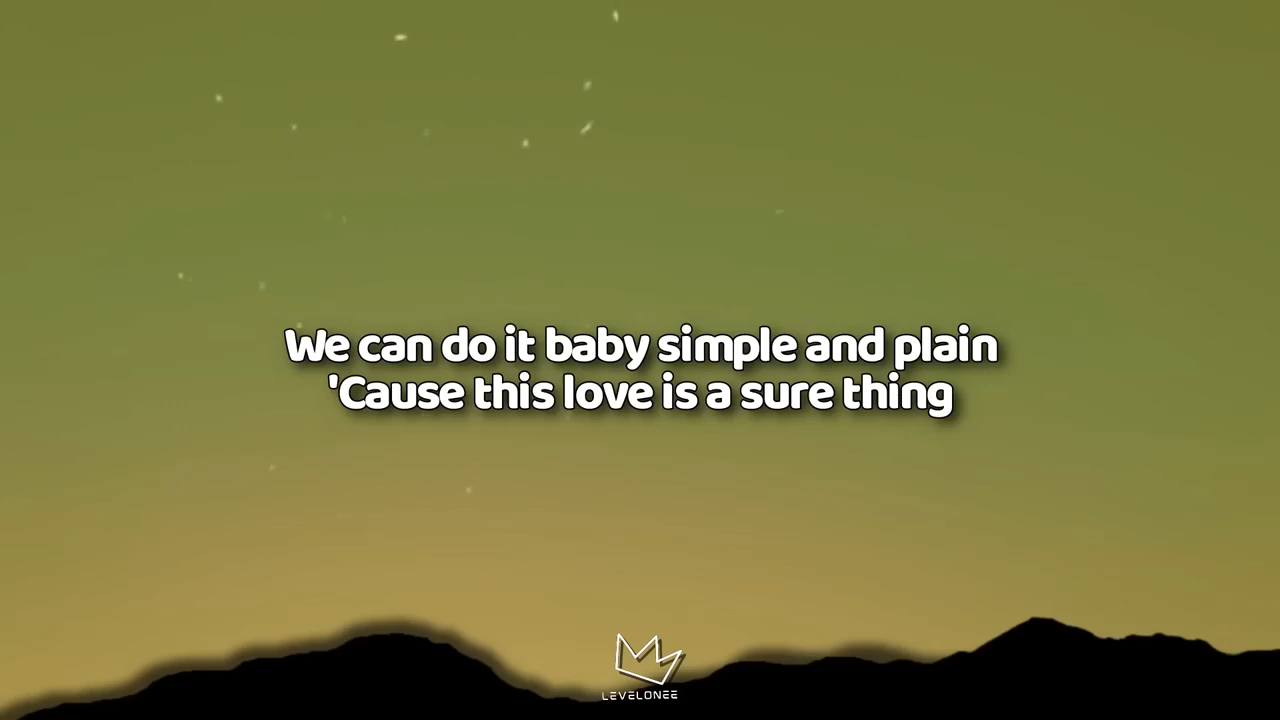 We can do it baby simple and plain
'Cause this love is a sure thing
LEVELONEE